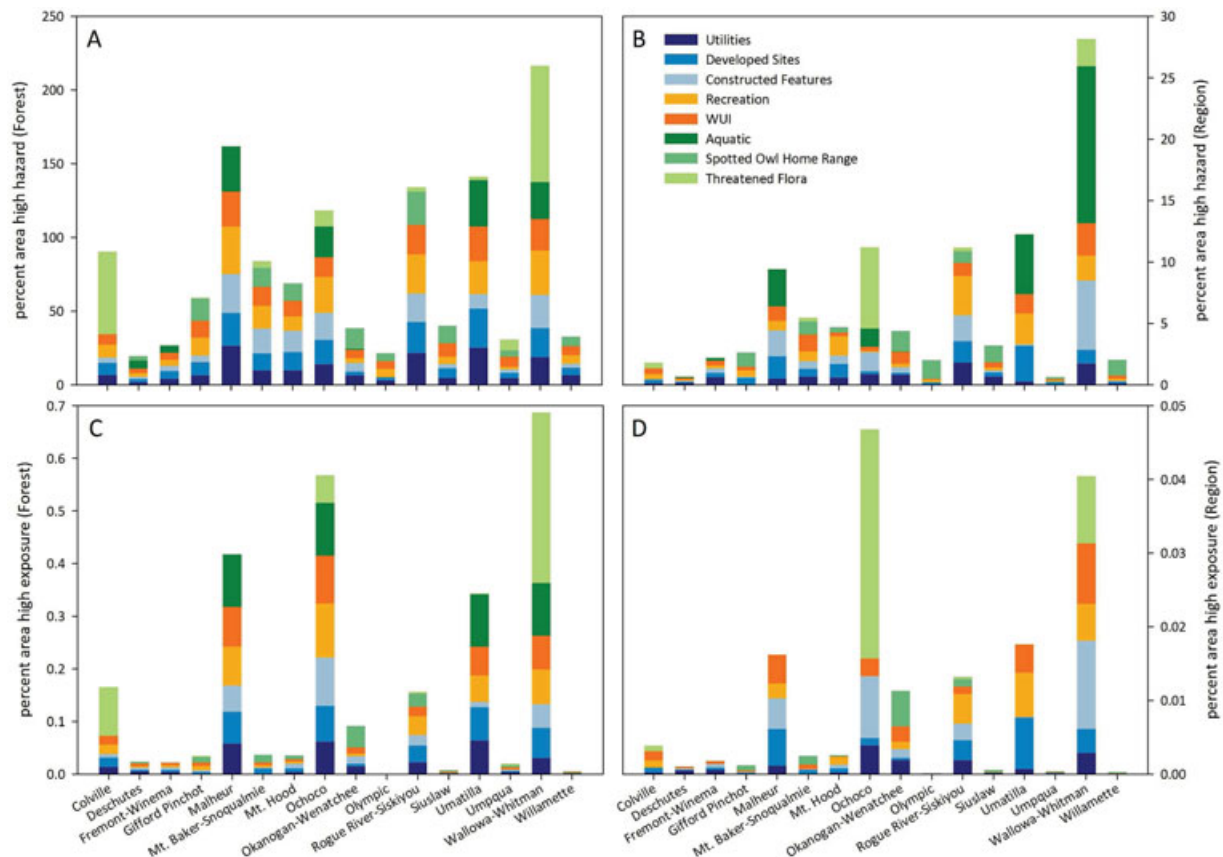 A
percent area high hazard (Forest)
250
200
150
100
50
0
B
Utilities
Developed Sites
Constructed Features
Recreation
WUI
Aquatic
Spotted Owl Home Range
Threatened Flora
30
25
20
15
10
5
0
percent area high hazard (Region)
C
percent area high exposure (Forest)
0.7
0.6
0.5
0.4
0.3
0.2
0.1
0.0
Colville
Deschutes
Fremont-Winema
Gifford Pinchot
Malheur
Mt. Baker-Snoqualmie
Mt. Hood
Ochoco
Okanogan-Wenatchee
Olympic
Rogue River-Siskiyou
Siuslaw
Umatilla
Umpqua
Wallowa-Whitman
Willamette
D
0.05
0.04
0.03
0.02
0.01
0.00
percent area high exposure (Region)
Colville
Deschutes
Fremont-Winema
Gifford Pinchot
Malheur
Mt. Baker-Snoqualmie
Mt. Hood
Ochoco
Okanogan-Wenatchee
Olympic
Rogue River-Siskiyou
Siuslaw
Umatilla
Umpqua
Wallowa-Whitman
Willamette